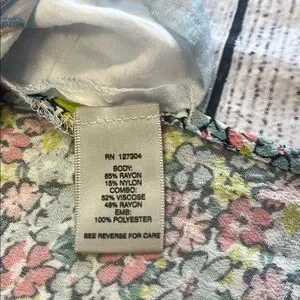 RN 127304
BODY:
85% RAYON
15% NYLON
COMBO:
52% VISCOSE
48% RAYON
EMB:
100% POLYESTER
SEE REVERSE FOR CARE